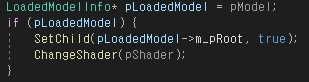 LoadedModelInfo* pLoadedModel = pModel;
if (pLoadedModel) {
SetChild(pLoadedModel->m_pRoot, true);
ChangeShader(pShader);
}